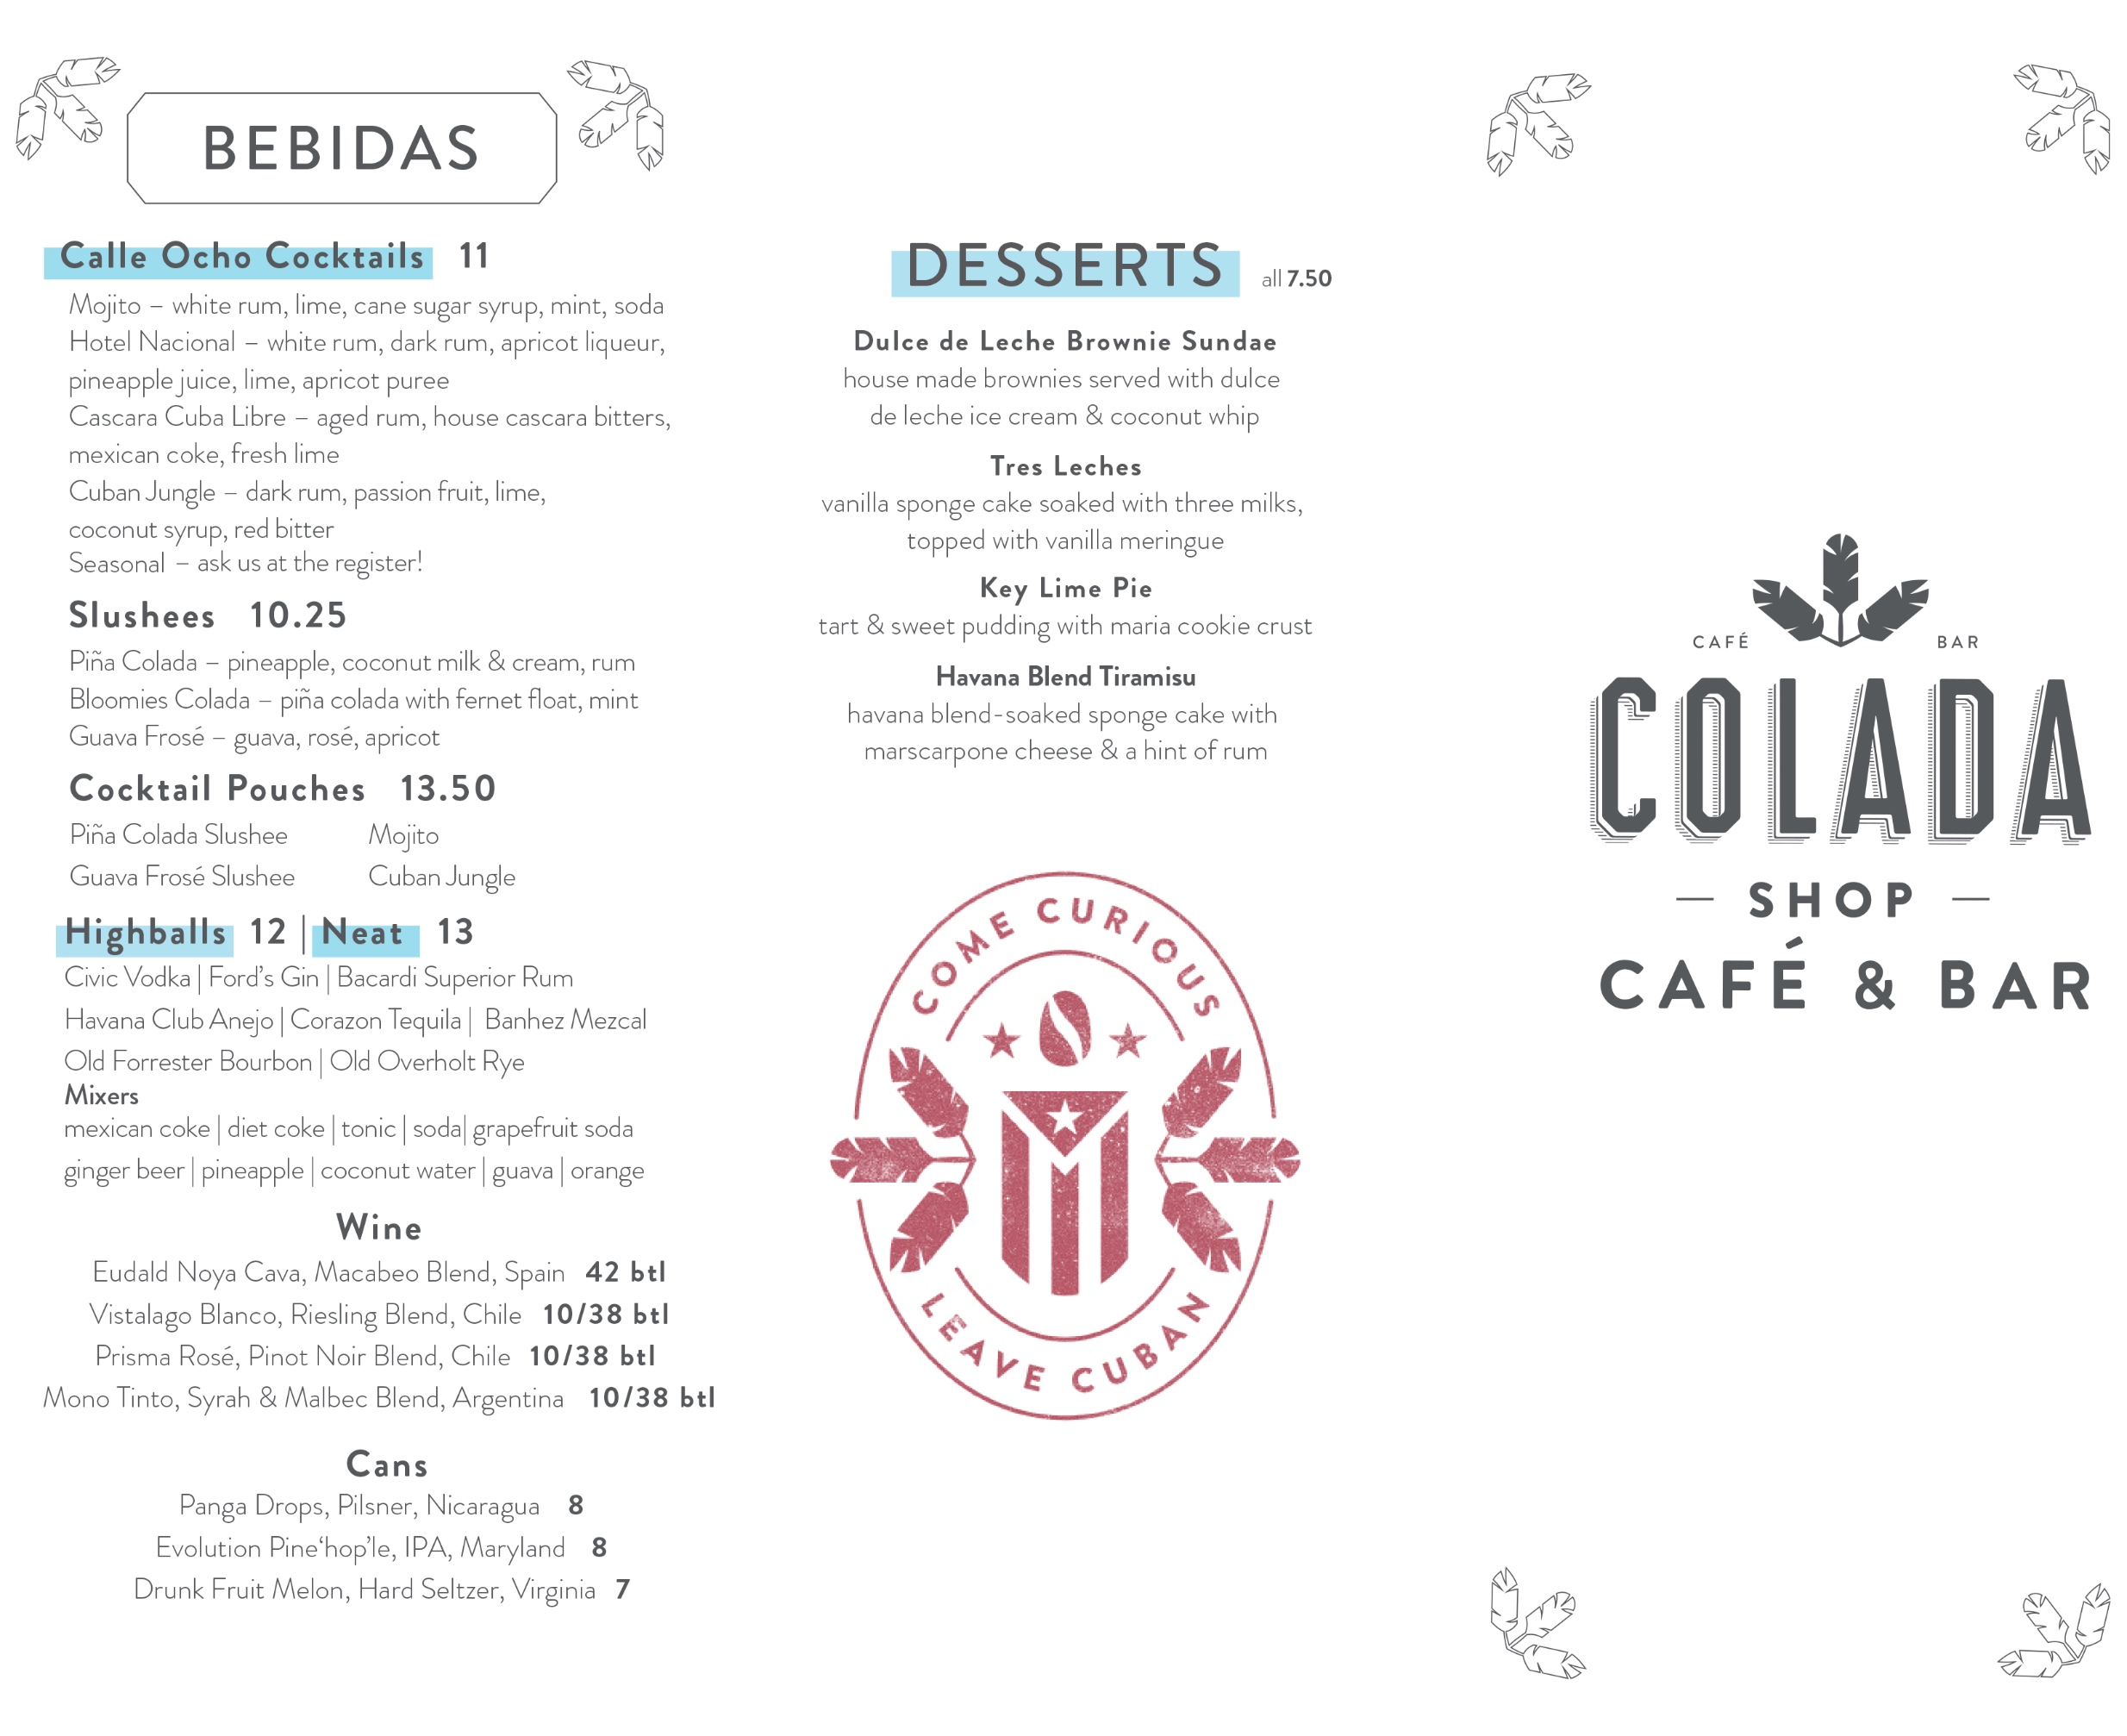 BEBIDAS
Calle Ocho Cocktails 11
Mojito – white rum, lime, cane sugar syrup, mint, soda
Hotel Nacional – white rum, dark rum, apricot liqueur,
pineapple juice, lime, apricot puree
Cascara Cuba Libre – aged rum, house cascara bitters,
mexican coke, fresh lime
Cuban Jungle – dark rum, passion fruit, lime,
coconut syrup, red bitter
Seasonal – ask us at the register!
Slushees 10.25
Piña Colada – pineapple, coconut milk & cream, rum
Bloomies Colada – piña colada with fernet float, mint
Guava Frosé – guava, rosé, apricot
Cocktail Pouches 13.50
Piña Colada Slushee Mojito
Guava Frosé Slushee Cuban Jungle
Highballs 12 | Neat 13
Civic Vodka | Ford's Gin | Bacardi Superior Rum
Havana Club Anejo | Corazon Tequila | Banhez Mezcal
Old Forrester Bourbon | Old Overholt Rye
Mixers
mexican coke | diet coke | tonic | soda| grapefruit soda
ginger beer | pineapple | coconut water | guava | orange
Wine
Eudald Noya Cava, Macabeo Blend, Spain 42 btl
Vistalago Blanco, Riesling Blend, Chile 10/38 btl
Prisma Rosé, Pinot Noir Blend, Chile 10/38 btl
Mono Tinto, Syrah & Malbec Blend, Argentina 10/38 btl
Cans
Panga Drops, Pilsner, Nicaragua 8
Evolution Pine‘hop’le, IPA, Maryland 8
Drunk Fruit Melon, Hard Seltzer, Virginia 7
DESSERTS all 7.50
Dulce de Leche Brownie Sundae
house made brownies served with dulce
de leche ice cream & coconut whip
Tres Leches
vanilla sponge cake soaked with three milks,
topped with vanilla meringue
Key Lime Pie
tart & sweet pudding with maria cookie crust
Havana Blend Tiramisu
havana blend-soaked sponge cake with
marscarpone cheese & a hint of rum
COME CURIOUS
LEAVE CUBAN
CAFÉ BAR
COLADA
— SHOP —
CAFÉ & BAR